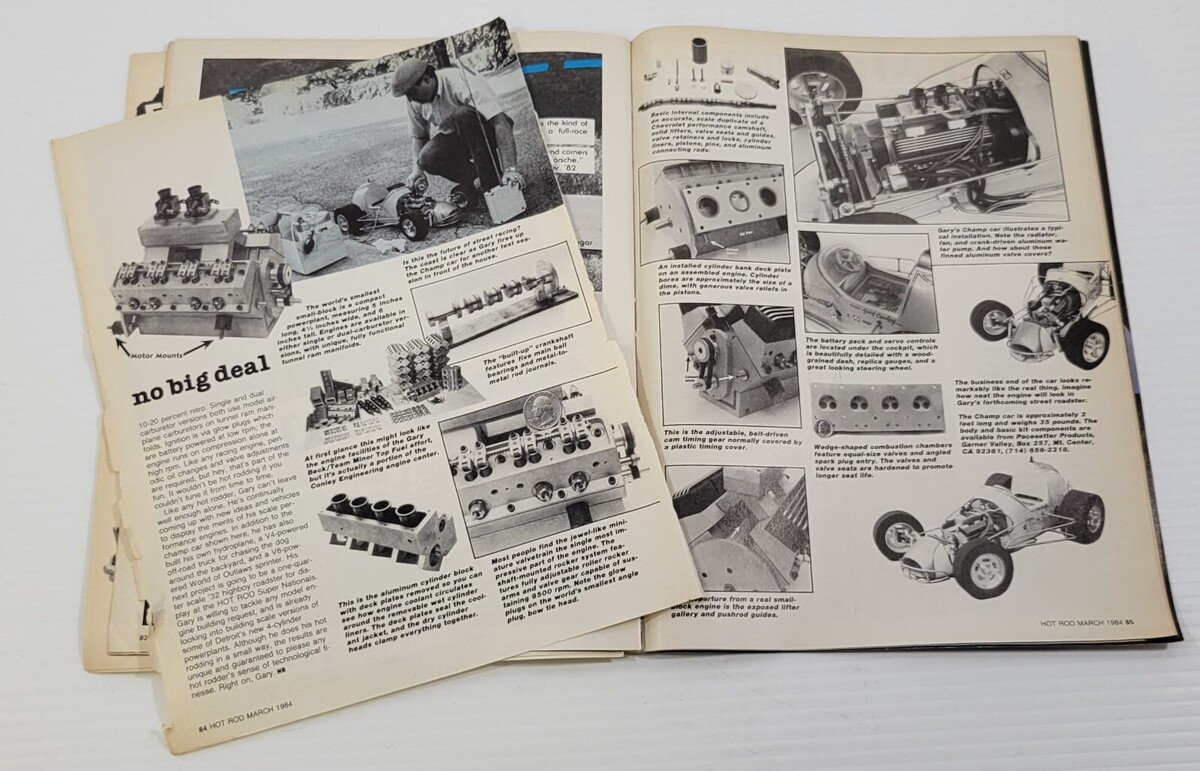 Is this the future of street racing?
The coast is clear as Gary fires up
the Champ car for another test ses-
sion in front of the house.
The world's smallest
small-block is a compact
powerplant, measuring 5 inches
long, 4½ inches wide, and 6
inches tall. Engines are available in
either single or dual-carburetor ver-
sions, with unique, fully functional
tunnel ram manifolds.
Motor Mounts
The "built-up" crankshaft
features five main ball
bearings and metal-to-
metal rod journals.
no big deal
10-20 percent nitro. Single and dual
carburetor versions both use model air-
plane carburetors on tunnel ram mani-
folds. Ignition is via glow plugs which
are battery powered at low rpm; the
engine runs on compression alone at
high rpm. Like any racing engine, peri-
odic oil changes and valve adjustment
are required, but hey, that's part of the
fun. It wouldn't be hot rodding if you
couldn't tune it from time to time.
Like any hot rodder, Gary can't leave
well enough alone. He's continually
coming up with new ideas and vehicles
to display the merits of his scale per-
formance engines. In addition to the
champ car shown here, he has also
built his own hydroplane, a V4-powered
off-road truck for chasing the dog
around the backyard, and a V8-pow-
ered World of Outlaws sprinter. His
next project is going to be a one-quar-
ter scale '32 highboy roadster for dis-
play at the HOT ROD Super Nationals.
Gary is willing to tackle any model en-
gine building request, and is already
looking into building scale versions of
some of Detroit's new 4-cylinder
powerplants. Although he does his hot
rodding in a small way, the results are
unique and guaranteed to please any
hot rodder's sense of technological fi-
nesse. Right on, Gary. HR
At first glance this might look like
the engine facilities of the Gary
Beck/Team Minor Top Fuel effort,
but it's actually a portion of the
Conley Engineering engine center.
This is the aluminum cylinder block
with deck plates removed so you can
see how engine coolant circulates
around the removable wet cylinder
liners. The deck plates seal the cool-
ant jacket, and the dry cylinder
heads clamp everything together.
Most people find the jewel-like mini-
ature valvetrain the single most im-
pressive part of the engine. The
shaft-mounted rocker system fea-
tures fully adjustable roller rocker
arms and valve gear capable of sus-
taining 9500 rpm. Note the glow
plugs on the world's smallest angle
plug, bow tie head.
84 HOT ROD MARCH 1984
s the kind of
a full-race
nd corners
orsche."
w. '82
gar
82-
Basic internal components include
an accurate, scale duplicate of a
Chevrolet performance camshaft,
solid lifters, valve seats and guides,
valve retainers and locks, cylinder
liners, pistons, pins, and aluminum
connecting rods.
An installed cylinder bank deck plate
on an assembled engine. Cylinder
bores are approximately the size of a
dime, with generous valve reliefs in
the pistons.
This is the adjustable, belt-driven
cam timing gear normally covered by
a plastic timing cover.
parture from a real small-
block engine is the exposed lifter
gallery and pushrod guides.
Gary's Champ car illustrates a typi-
cal installation. Note the radiator,
fan, and crank-driven aluminum wa-
ter pump. And how about those
finned aluminum valve covers?
The battery pack and servo controls
are located under the cockpit, which
is beautifully detailed with a wood-
grained dash, replica gauges, and a
great looking steering wheel.
Wedge-shaped combustion chambers
feature equal-size valves and angled
spark plug entry. The valves and
valve seats are hardened to promote
longer seat life.
The business end of the car looks re-
markably like the real thing. Imagine
how neat the engine will look in
Gary's forthcoming street roadster.
The Champ car is approximately 2
feet long and weighs 35 pounds. The
body and basic kit components are
available from Pacesetter Products,
Garner Valley, Box 257, Mt. Center,
CA 92361, (714) 659-2318.
HOT ROD MARCH 1984 85